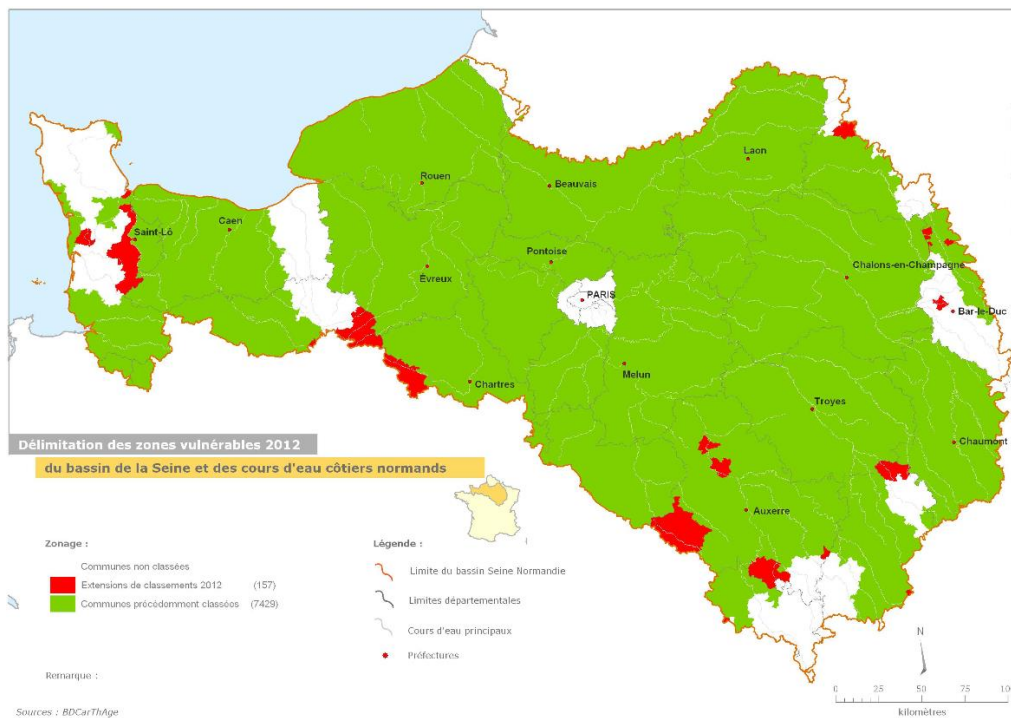 Laon
Rouen
Beauvais
Caen
Saint-Lô
Pontoise
Évreux
Chalons-en-Champagne
PARIS
Bar-le-Duc
Melun
Chartres
Troyes
Chaumont
Auxerre
Délimitation des zones vulnérables 2012
du bassin de la Seine et des cours d'eau côtiers normands
Zonage :
Communes non classées
Extensions de classements 2012 (157)
Communes précédemment classées (7429)
Légende :
Limite du bassin Seine Normandie
Limites départementales
Cours d'eau principaux
Préfectures
Remarque :
Sources : BDCarThAge
N
0 25 50 75 100
kilomètres